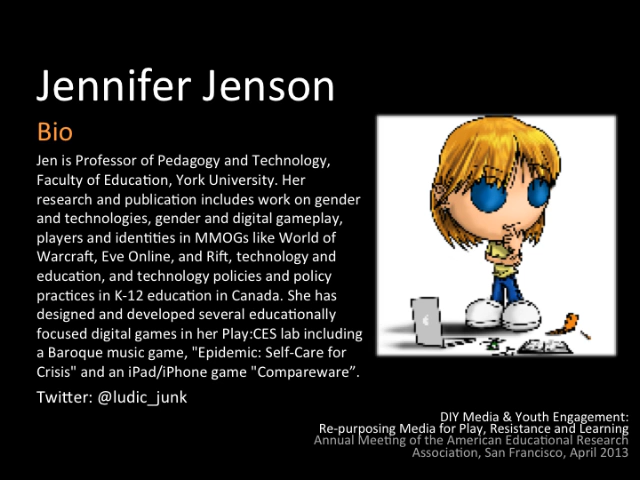 Jennifer Jenson
Bio
Jen is Professor of Pedagogy and Technology,
Faculty of Education, York University. Her
research and publication includes work on gender
and technologies, gender and digital gameplay,
players and identities in MMOGs like World of
Warcraft, Eve Online, and Rift, technology and
education, and technology policies and policy
practices in K-12 education in Canada. She has
designed and developed several educationally
focused digital games in her Play:CES lab including
a Baroque music game, "Epidemic: Self-Care for
Crisis" and an iPad/iPhone game "Compareware”.
Twitter: @ludic_junk
DIY Media & Youth Engagement:
Re-purposing Media for Play, Resistance and Learning
Annual Meeting of the American Educational Research
Association, San Francisco, April 2013